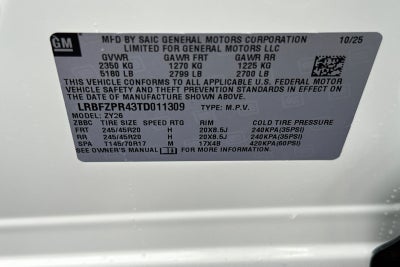 GM
MFD BY SAIC GENERAL MOTORS CORPORATION 10/25
LIMITED FOR GENERAL MOTORS LLC
GVWR GAWR FRT GAWR RR
2350 KG 1270 KG 1225 KG
5180 LB 2799 LB 2700 LB
THIS VEHICLE CONFORMS TO ALL APPLICABLE U.S. FEDERAL MOTOR
VEHICLE SAFETY AND THEFT PREVENTION STANDARDS IN EFFECT
ON THE DATE OF MANUFACTURE SHOWN ABOVE.
LRBFZPR43TD011309 TYPE: M.P.V.
MODEL: ZY26
ZBBC TIRE SIZE SPEED RTG RIM COLD TIRE PRESSURE
FRT 245/45R20 H 20X8.5J 240KPA(35PSI)
RR 245/45R20 H 20X8.5J 240KPA(35PSI)
SPA T145/70R17 M 17X4B 420KPA(60PSI)
SEE OWNER'S MANUAL FOR MORE INFORMATION.